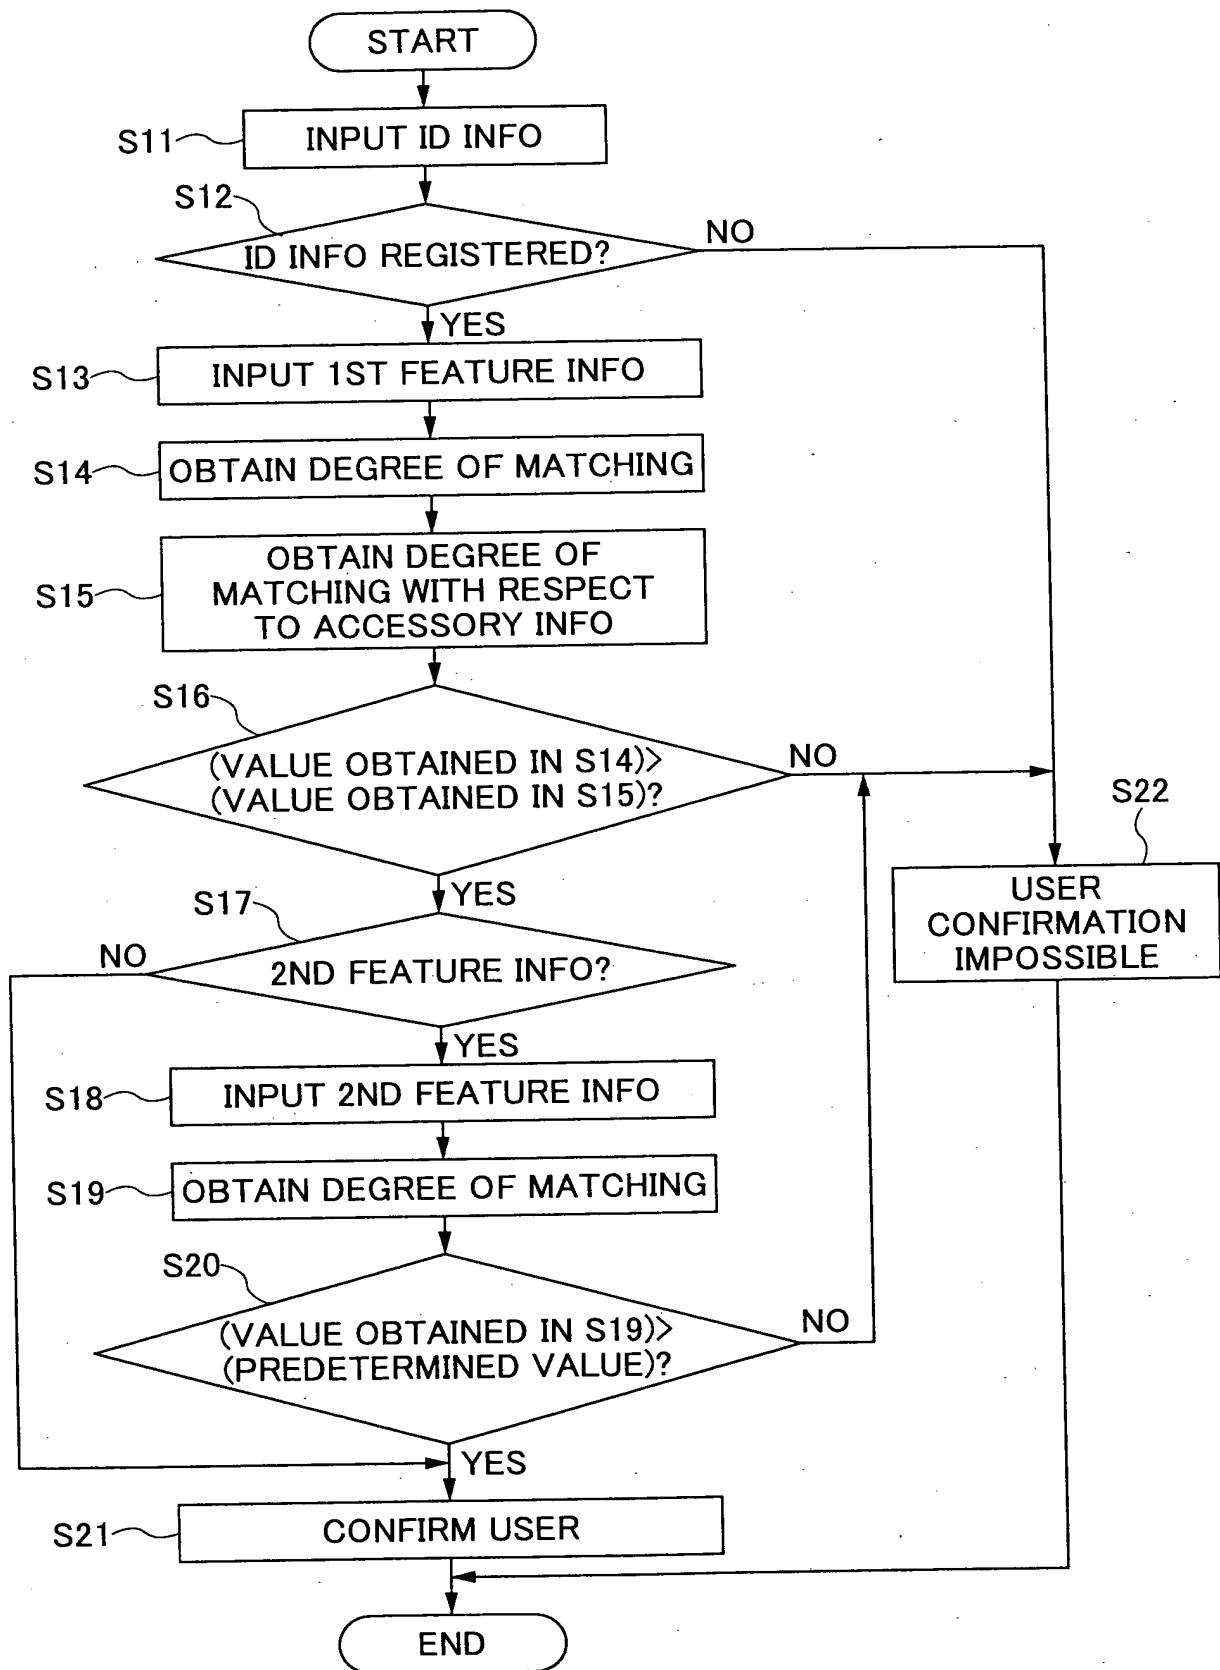 START
S11
INPUT ID INFO
S12
ID INFO REGISTERED?
NO
YES
S13
INPUT 1ST FEATURE INFO
S14
OBTAIN DEGREE OF MATCHING
S15
OBTAIN DEGREE OF
MATCHING WITH RESPECT
TO ACCESSORY INFO
S16
(VALUE OBTAINED IN S14)>
(VALUE OBTAINED IN S15)?
NO
YES
S22
USER
CONFIRMATION
IMPOSSIBLE
S17
NO
2ND FEATURE INFO?
YES
S18
INPUT 2ND FEATURE INFO
S19
OBTAIN DEGREE OF MATCHING
S20
(VALUE OBTAINED IN S19)>
(PREDETERMINED VALUE)?
NO
YES
S21
CONFIRM USER
END